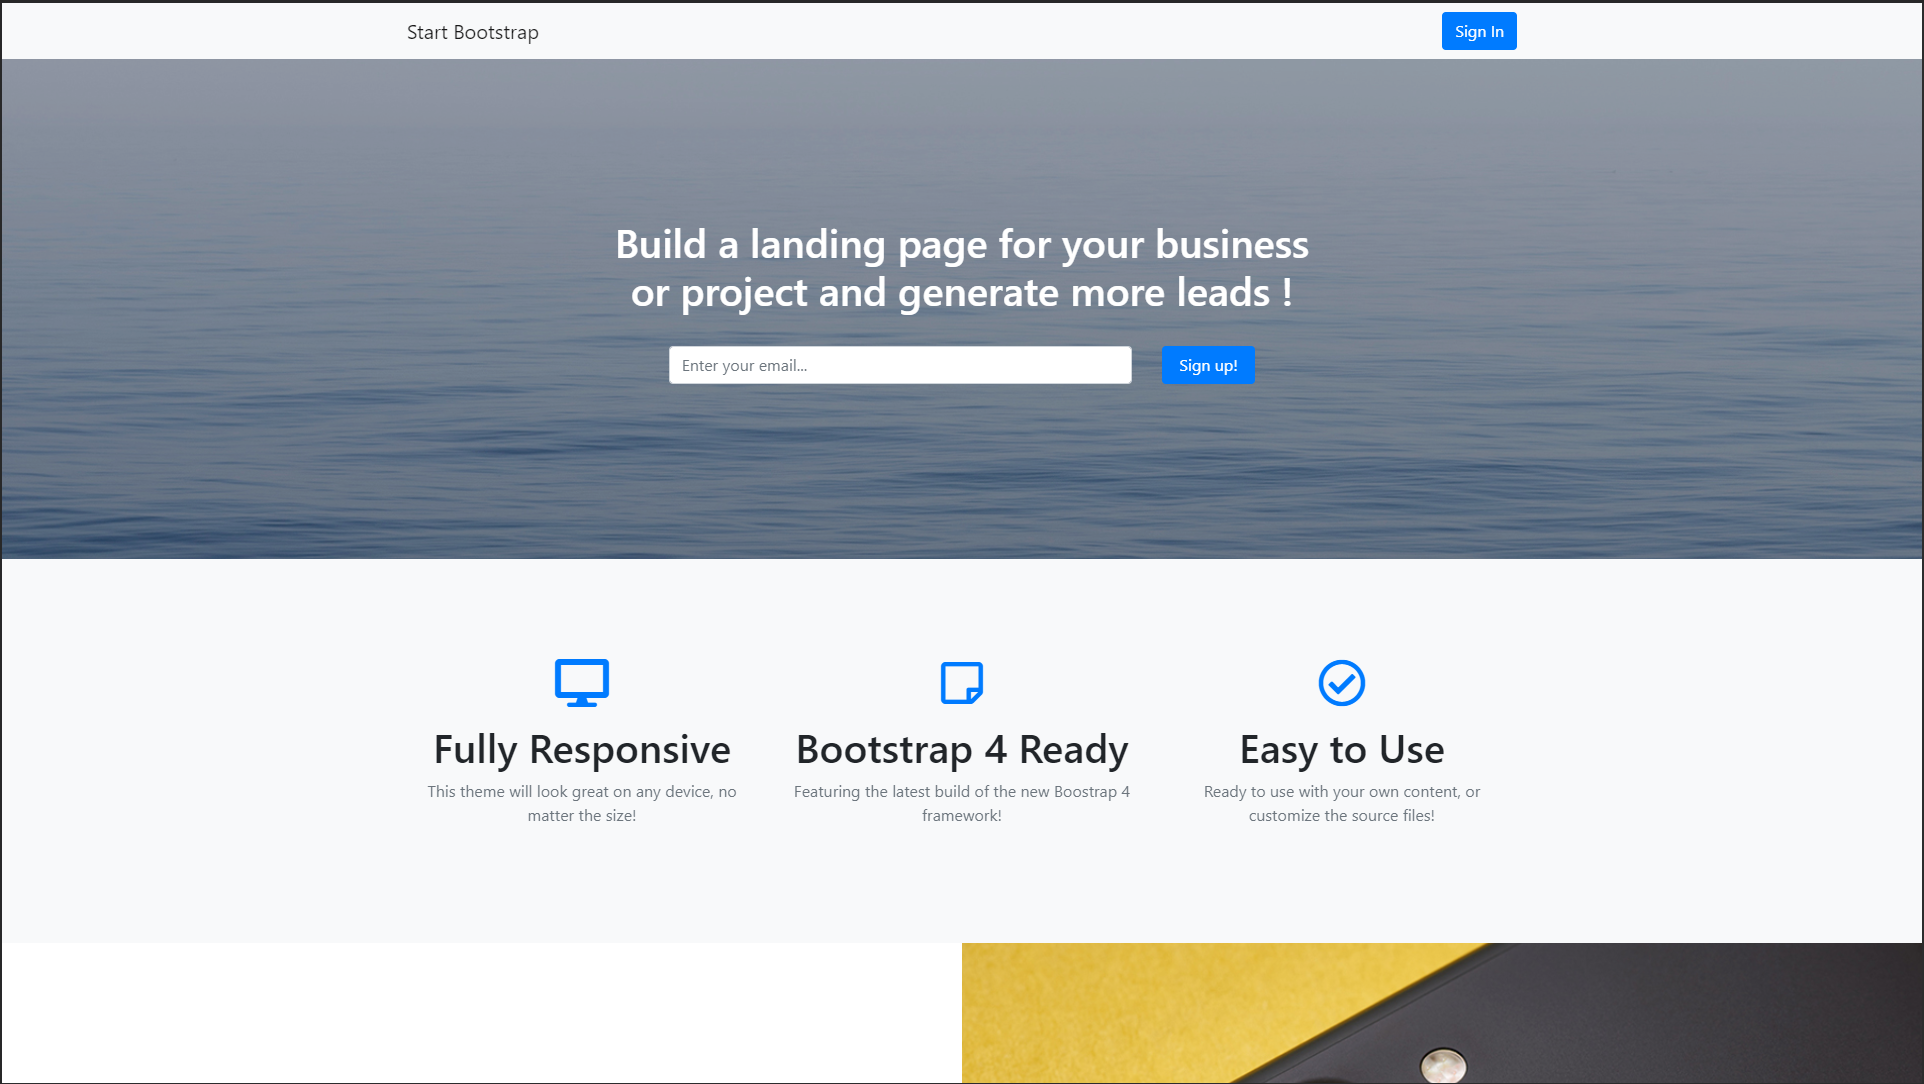 Start Bootstrap
Sign In
Build a landing page for your business
or project and generate more leads !
Enter your email...
Sign up!
Fully Responsive
This theme will look great on any device, no
matter the size!
Bootstrap 4 Ready
Featuring the latest build of the new Boostrap 4
framework!
Easy to Use
Ready to use with your own content, or
customize the source files!